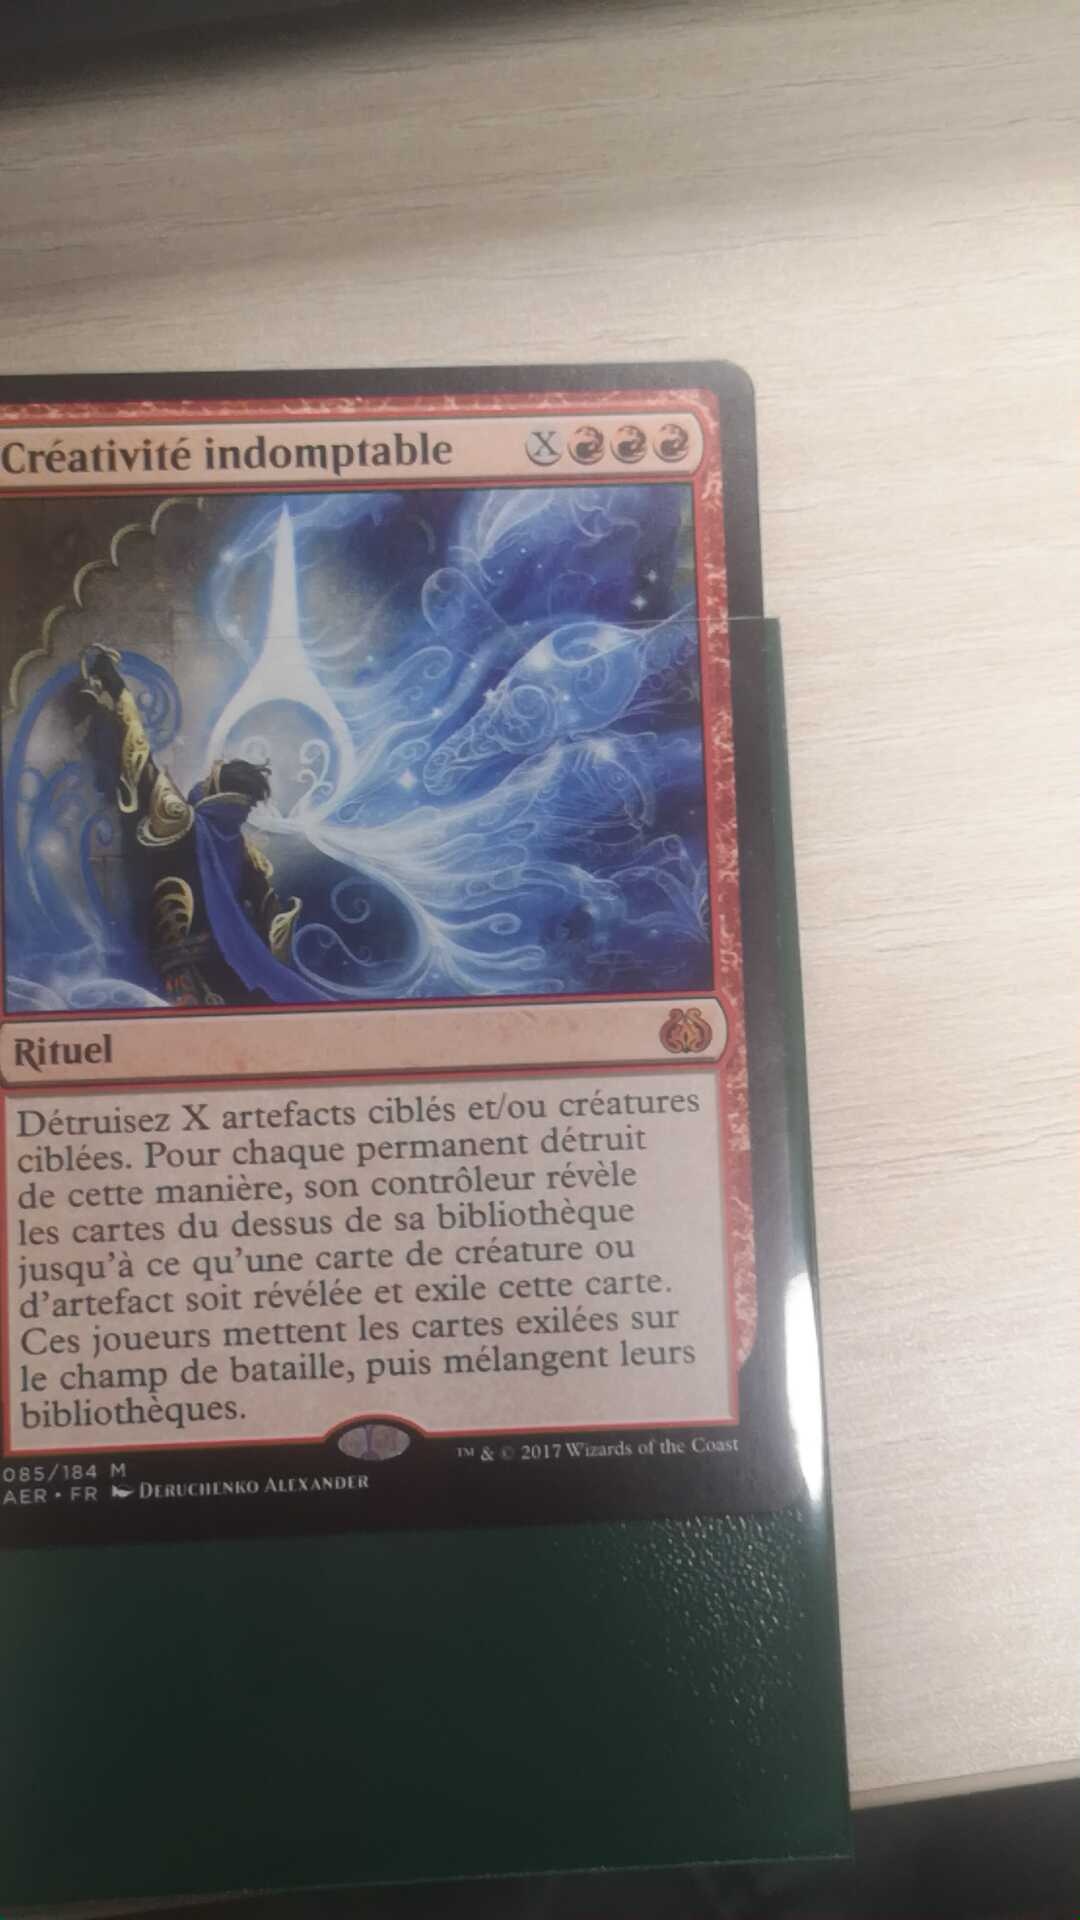 Créativité indomptable X
Rituel
Détruisez X artefacts ciblés et/ou créatures
ciblées. Pour chaque permanent détruit
de cette manière, son contrôleur révèle
les cartes du dessus de sa bibliothèque
jusqu'à ce qu'une carte de créature ou
d'artefact soit révélée et exile cette carte.
Ces joueurs mettent les cartes exilées sur
le champ de bataille, puis mélangent leurs
bibliothèques.
085/184 M
™ & © 2017 Wizards of the Coast
AER • FR DERUCHENKO ALEXANDER